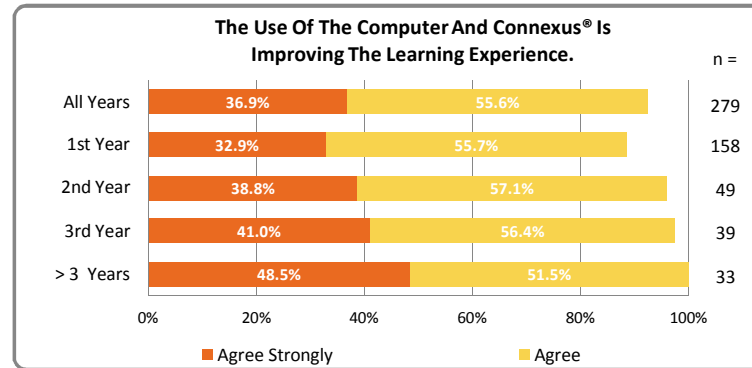 The Use Of The Computer And Connexus® Is
Improving The Learning Experience.
n =
All Years 36.9% 55.6% 279
1st Year 32.9% 55.7% 158
2nd Year 38.8% 57.1% 49
3rd Year 41.0% 56.4% 39
> 3 Years 48.5% 51.5% 33
0% 20% 40% 60% 80% 100%
Agree Strongly Agree